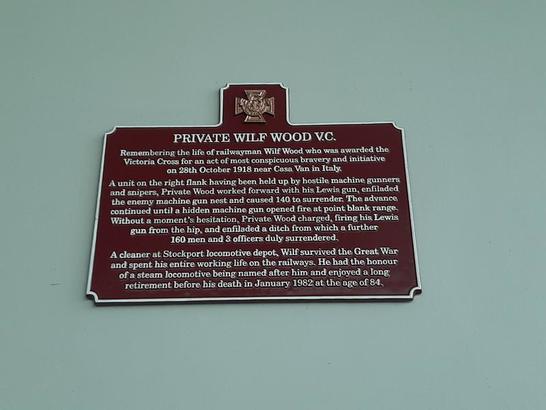 PRIVATE WILF WOOD V.C.
Remembering the life of railwayman Wilf Wood who was awarded the
Victoria Cross for an act of most conspicuous bravery and initiative
on 28th October 1918 near Casa Van in Italy.
A unit on the right flank having been held up by hostile machine gunners
and snipers, Private Wood worked forward with his Lewis gun, enfiladed
the enemy machine gun nest and caused 140 to surrender. The advance
continued until a hidden machine gun opened fire at point blank range.
Without a moment's hesitation, Private Wood charged, firing his Lewis
gun from the hip, and enfiladed a ditch from which a further
160 men and 3 officers duly surrendered.
A cleaner at Stockport locomotive depot, Wilf survived the Great War
and spent his entire working life on the railways. He had the honour
of a steam locomotive being named after him and enjoyed a long
retirement before his death in January 1982 at the age of 84.